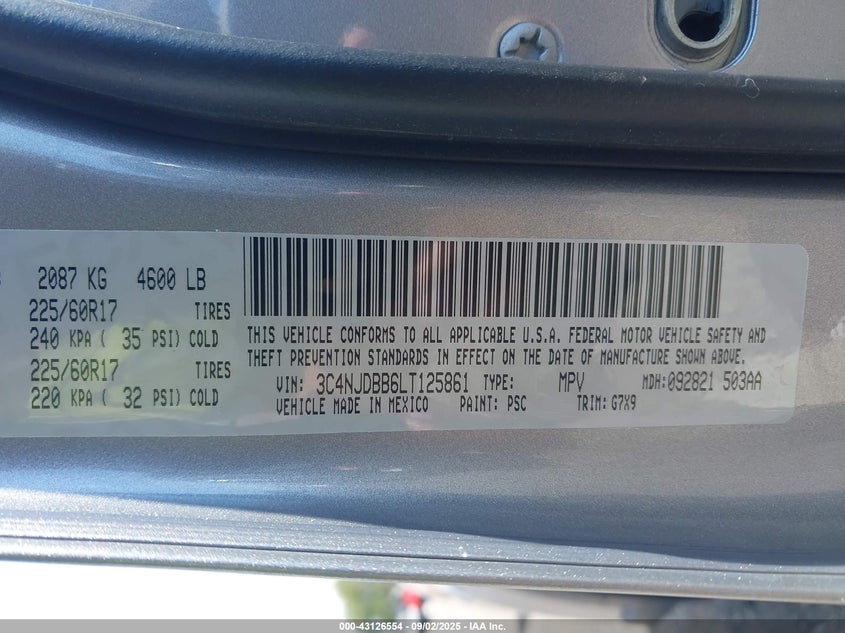 2087 KG 4600 LB
225/60R17 TIRES
240 KPA ( 35 PSI) COLD
225/60R17 TIRES
220 KPA ( 32 PSI) COLD
THIS VEHICLE CONFORMS TO ALL APPLICABLE U.S.A. FEDERAL MOTOR VEHICLE SAFETY AND
THEFT PREVENTION STANDARDS IN EFFECT ON THE DATE OF MANUFACTURE SHOWN ABOVE.
VIN: 3C4NJDBB6LT125861 TYPE: MPV MDH:092821 503AA
VEHICLE MADE IN MEXICO PAINT: PSC TRIM: G7X9
000-43126554 - 09/02/2025 - IAA Inc.